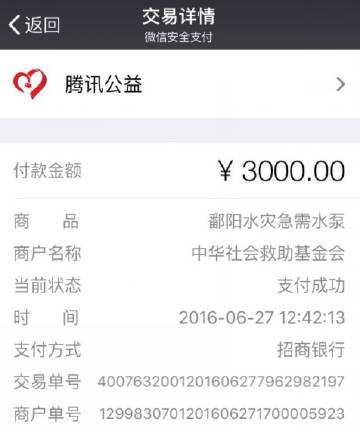 返回
交易详情
微信安全支付
腾讯公益
付款金额 ¥ 3000.00
商 品 鄱阳水灾急需水泵
商户名称 中华社会救助基金会
当前状态 支付成功
时 间 2016-06-27 12:42:13
支付方式 招商银行
交易单号 4007632001201606277962982197
商户单号 1299830701201606271700005923